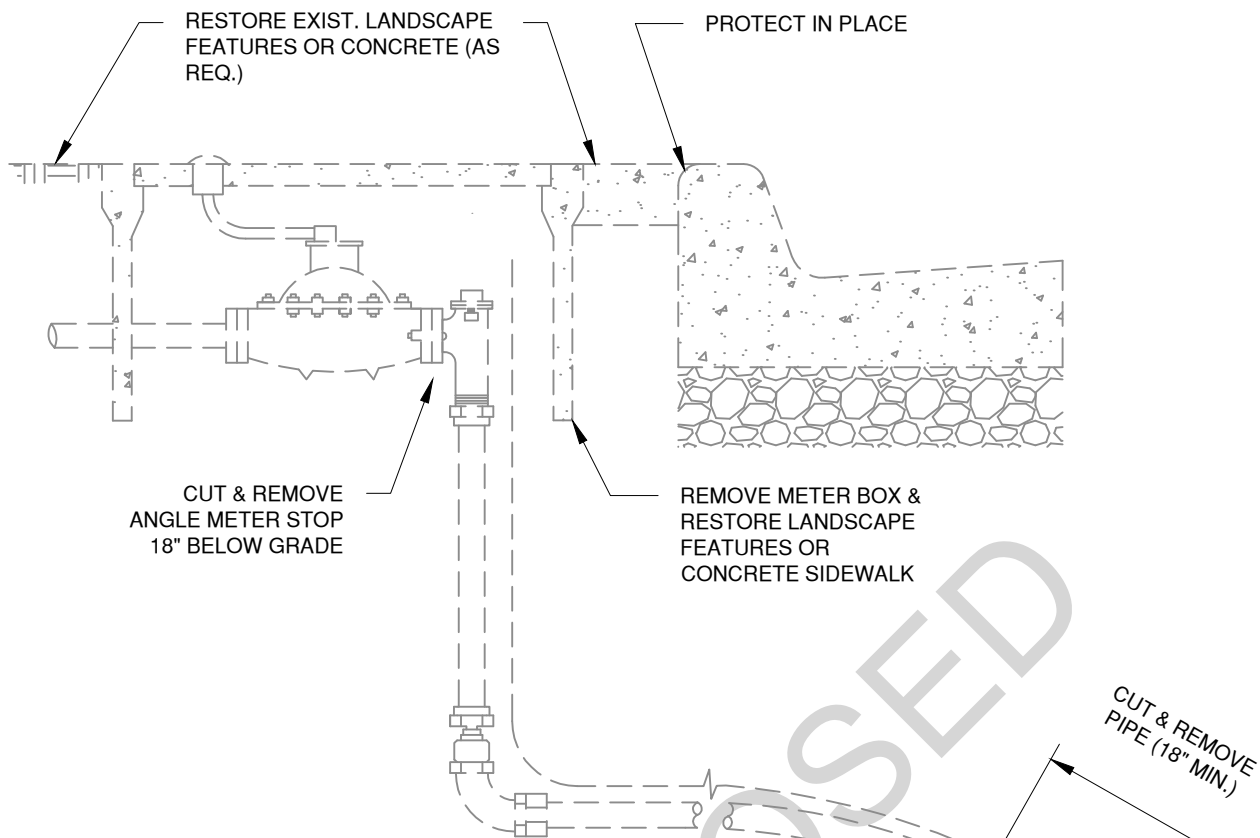 RESTORE EXIST. LANDSCAPE
FEATURES OR CONCRETE (AS
REQ.)
PROTECT IN PLACE
CUT & REMOVE
ANGLE METER STOP
18" BELOW GRADE
REMOVE METER BOX &
RESTORE LANDSCAPE
FEATURES OR
CONCRETE SIDEWALK
CUT & REMOVE
PIPE (18" MIN.)
OSED